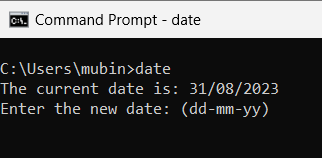 Command Prompt - date
C:\Users\mubin>date
The current date is: 31/08/2023
Enter the new date: (dd-mm-yy)